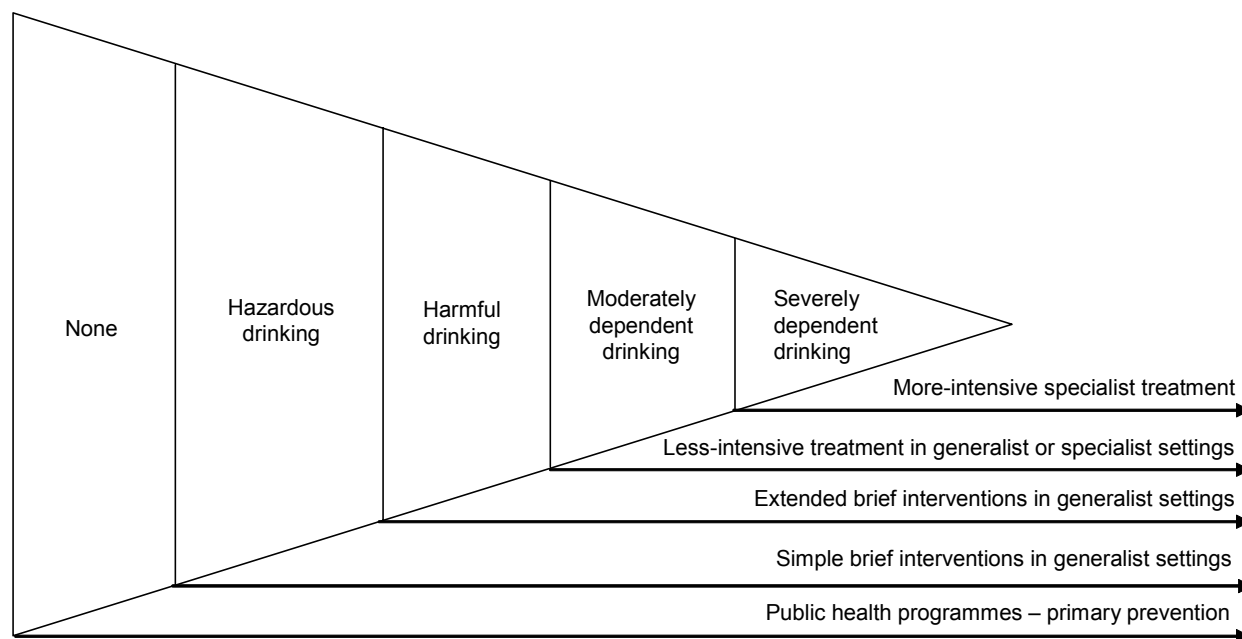 None
Hazardous
drinking
Harmful
drinking
Moderately
dependent
drinking
Severely
dependent
drinking
More-intensive specialist treatment
Less-intensive treatment in generalist or specialist settings
Extended brief interventions in generalist settings
Simple brief interventions in generalist settings
Public health programmes – primary prevention